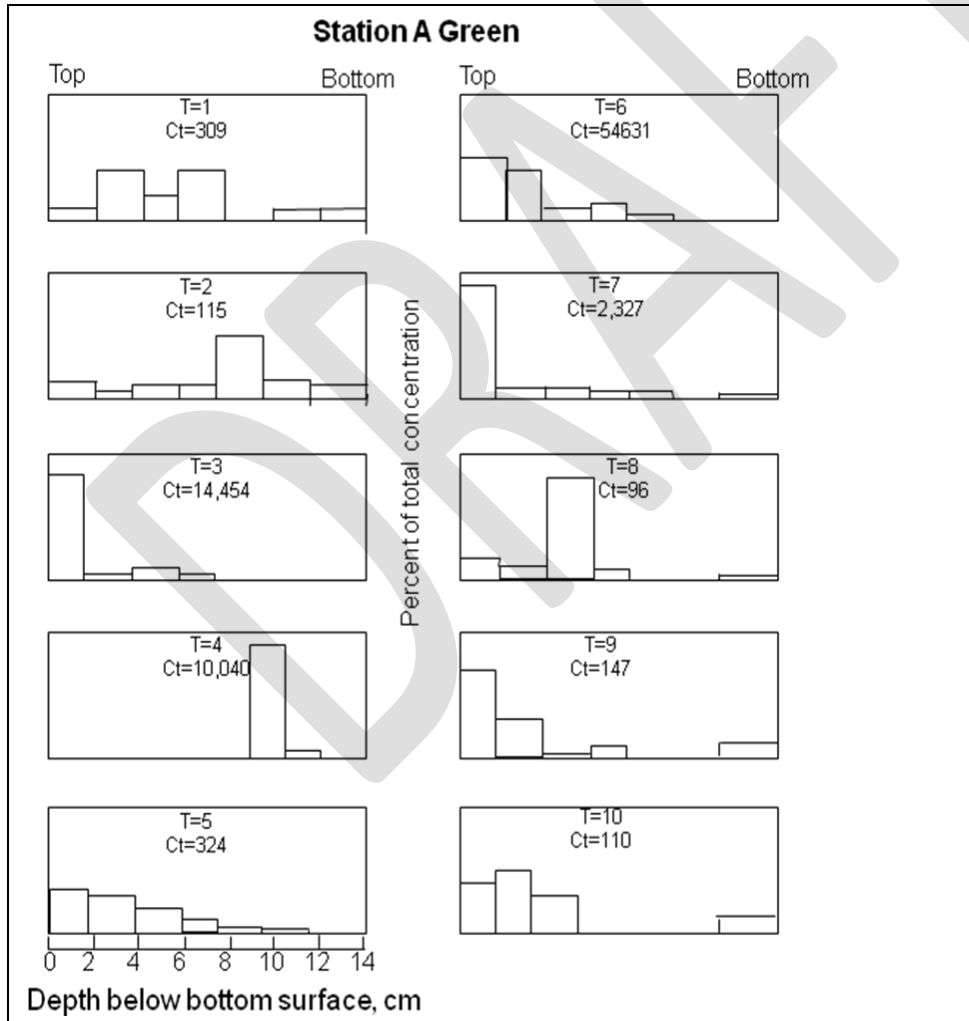 Station A Green
Top Bottom
T=1
Ct=309
T=2
Ct=115
T=3
Ct=14,454
T=4
Ct=10,040
T=5
Ct=324
0 2 4 6 8 10 12 14
Depth below bottom surface, cm
Percent of total concentration
Top Bottom
T=6
Ct=54631
T=7
Ct=2,327
T=8
Ct=96
T=9
Ct=147
T=10
Ct=110
DRAF